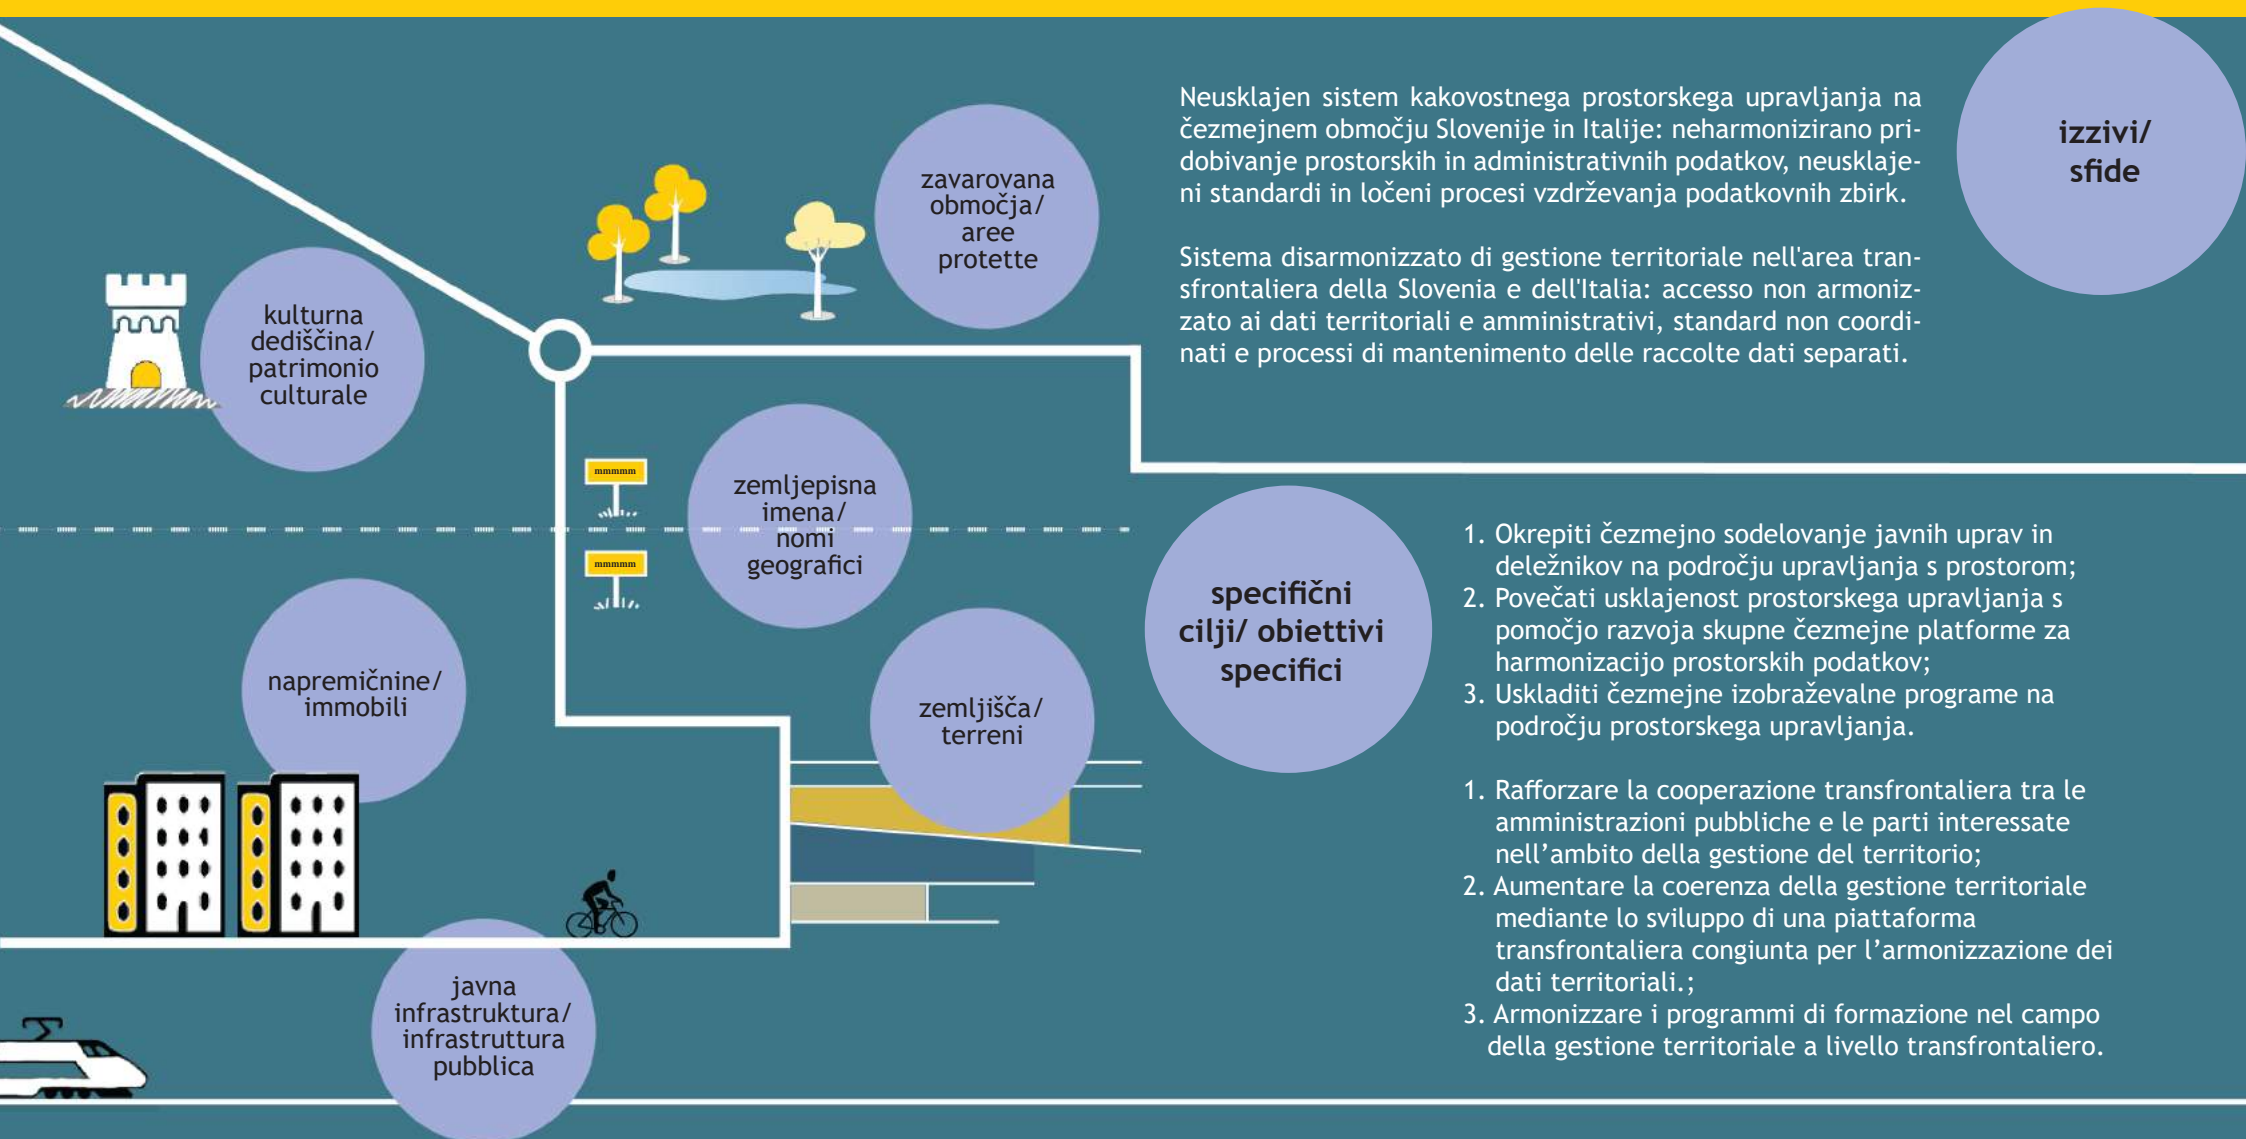 Neusklajen sistem kakovostnega prostorskega upravljanja na
čezmejnem območju Slovenije in Italije: neharmonizirano pri-
dobivanje prostorskih in administrativnih podatkov, neusklaje-
ni standardi in ločeni procesi vzdrževanja podatkovnih zbirk.
Sistema disarmonizzato di gestione territoriale nell'area tran-
sfrontaliera della Slovenia e dell'Italia: accesso non armoniz-
zato ai dati territoriali e amministrativi, standard non coordi-
nati e processi di mantenimento delle raccolte dati separati.
izzivi/
sfide
zavarovana
območja/
aree
protette
kulturna
dediščina/
patrimonio
culturale
mmmmm
zemljepisna
imena/
nomi
geografici
mmmmm
napremičnine/
immobili
zemljišča/
terreni
javna
infrastruktura/
infrastruttura
pubblica
specifični
cilji/ obiettivi
specifici
1. Okrepiti čezmejno sodelovanje javnih uprav in
deležnikov na področju upravljanja s prostorom;
2. Povečati usklajenost prostorskega upravljanja s
pomočjo razvoja skupne čezmejne platforme za
harmonizacijo prostorskih podatkov;
3. Uskladiti čezmejne izobraževalne programe na
področju prostorskega upravljanja.
1. Rafforzare la cooperazione transfrontaliera tra le
amministrazioni pubbliche e le parti interessate
nell’ambito della gestione del territorio;
2. Aumentare la coerenza della gestione territoriale
mediante lo sviluppo di una piattaforma
transfrontaliera congiunta per l’armonizzazione dei
dati territoriali.;
3. Armonizzare i programmi di formazione nel campo
della gestione territoriale a livello transfrontaliero.